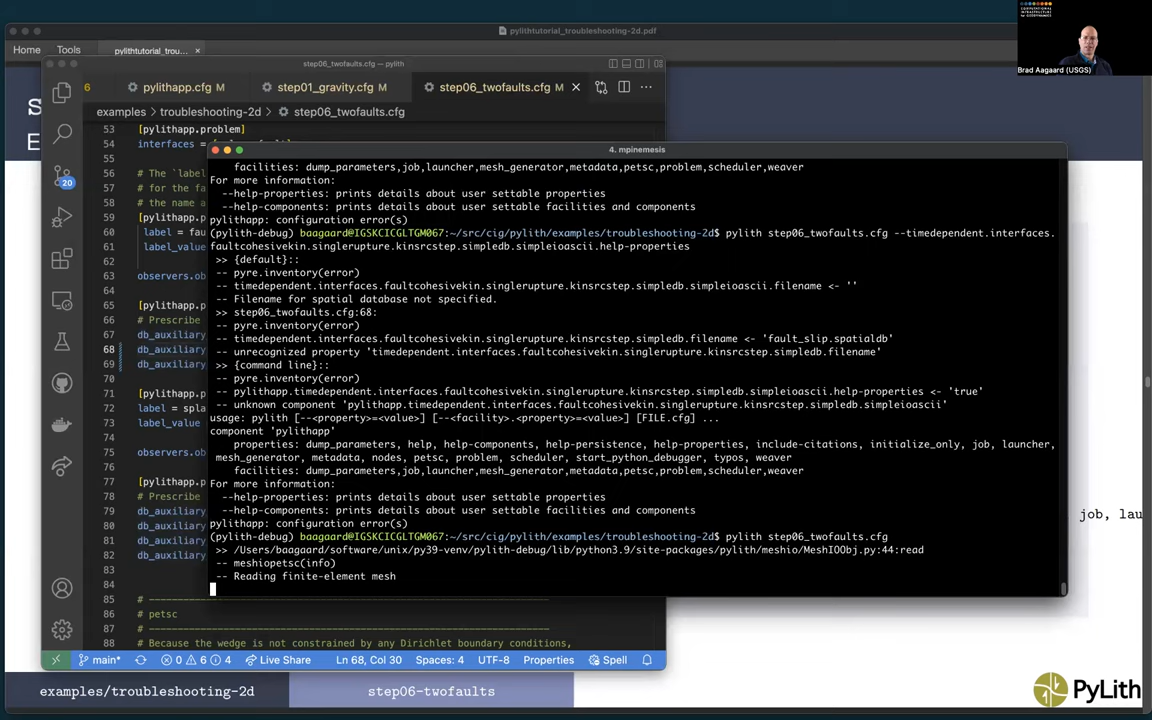 COMPUTATIONAL
INFRASTRUCTURE
for GEODYNAMICS
Brad Aagaard (USGS)
pylithtutorial_troubleshooting-2d.pdf
Home Tools pylithtutorial_trou... ×
step06_twofaults.cfg — pylith
6 pylithapp.cfg M step01_gravity.cfg M step06_twofaults.cfg M ×
examples > troubleshooting-2d > step06_twofaults.cfg
S
E
53 [pylithapp.problem]
54 interfaces =
55
56 # The `label
57 # for the fa
58 # the name a
59 [pylithapp.p
60 label = fau
61 label_value
62
63 observers.ob
64
65 [pylithapp.p
66 # Prescribe
67 db_auxiliary
68 db_auxiliary
69 db_auxiliary
70
71 [pylithapp.p
72 label = spla
73 label_value
74
75 observers.ob
76
77 [pylithapp.p
78 # Prescribe
79 db_auxiliary
80 db_auxiliary
81 db_auxiliary
82 db_auxiliary
83
84
85 # ----------------------------------------------------------------------
86 # petsc
87 # ----------------------------------------------------------------------
88 # Because the wedge is not constrained by any Dirichlet boundary conditions,
20
4. mpinemesis
facilities: dump_parameters,job,launcher,mesh_generator,metadata,petsc,problem,scheduler,weaver
For more information:
--help-properties: prints details about user settable properties
--help-components: prints details about user settable facilities and components
pylithapp: configuration error(s)
(pylith-debug) baagaard@IGSKCICGLTGM067:~/src/cig/pylith/examples/troubleshooting-2d$ pylith step06_twofaults.cfg --timedependent.interfaces.
faultcohesivekin.singlerupture.kinsrcstep.simpledb.simpleioascii.help-properties
>> {default}::
-- pyre.inventory(error)
-- timedependent.interfaces.faultcohesivekin.singlerupture.kinsrcstep.simpledb.simpleioascii.filename <- ''
-- Filename for spatial database not specified.
>> step06_twofaults.cfg:68:
-- pyre.inventory(error)
-- timedependent.interfaces.faultcohesivekin.singlerupture.kinsrcstep.simpledb.filename <- 'fault_slip.spatialdb'
-- unrecognized property 'timedependent.interfaces.faultcohesivekin.singlerupture.kinsrcstep.simpledb.filename'
>> {command line}::
-- pyre.inventory(error)
-- pylithapp.timedependent.interfaces.faultcohesivekin.singlerupture.kinsrcstep.simpledb.simpleioascii.help-properties <- 'true'
-- unknown component 'pylithapp.timedependent.interfaces.faultcohesivekin.singlerupture.kinsrcstep.simpledb.simpleioascii'
usage: pylith [--<property>=<value>] [--<facility>.<property>=<value>] [FILE.cfg] ...
component 'pylithapp'
properties: dump_parameters, help, help-components, help-persistence, help-properties, include-citations, initialize_only, job, launcher,
mesh_generator, metadata, nodes, petsc, problem, scheduler, start_python_debugger, typos, weaver
facilities: dump_parameters,job,launcher,mesh_generator,metadata,petsc,problem,scheduler,weaver
For more information:
--help-properties: prints details about user settable properties
--help-components: prints details about user settable facilities and components
pylithapp: configuration error(s)
(pylith-debug) baagaard@IGSKCICGLTGM067:~/src/cig/pylith/examples/troubleshooting-2d$ pylith step06_twofaults.cfg
>> /Users/baagaard/software/unix/py39-venv/pylith-debug/lib/python3.9/site-packages/pylith/meshio/MeshIOObj.py:44:read
-- meshiopetsc(info)
-- Reading finite-element mesh
job, lau
main* 0 6 4 Live Share Ln 68, Col 30 Spaces: 4 UTF-8 Properties Spell
examples/troubleshooting-2d step06-twofaults
PyLith